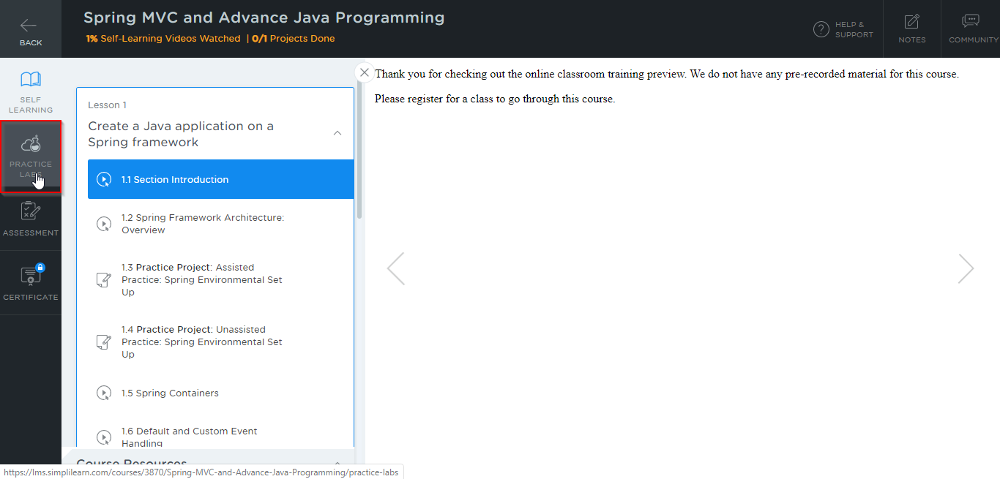 BACK
Spring MVC and Advance Java Programming
1% Self-Learning Videos Watched | 0/1 Projects Done
HELP &
SUPPORT
NOTES
COMMUNITY
SELF
LEARNING
PRACTICE
LABS
ASSESSMENT
CERTIFICATE
Lesson 1
Create a Java application on a
Spring framework
1.1 Section Introduction
1.2 Spring Framework Architecture:
Overview
1.3 Practice Project: Assisted
Practice: Spring Environmental Set
Up
1.4 Practice Project: Unassisted
Practice: Spring Environmental Set
Up
1.5 Spring Containers
1.6 Default and Custom Event
Handling
Course Resources
Thank you for checking out the online classroom training preview. We do not have any pre-recorded material for this course.
Please register for a class to go through this course.
https://lms.simplilearn.com/courses/3870/Spring-MVC-and-Advance-Java-Programming/practice-labs